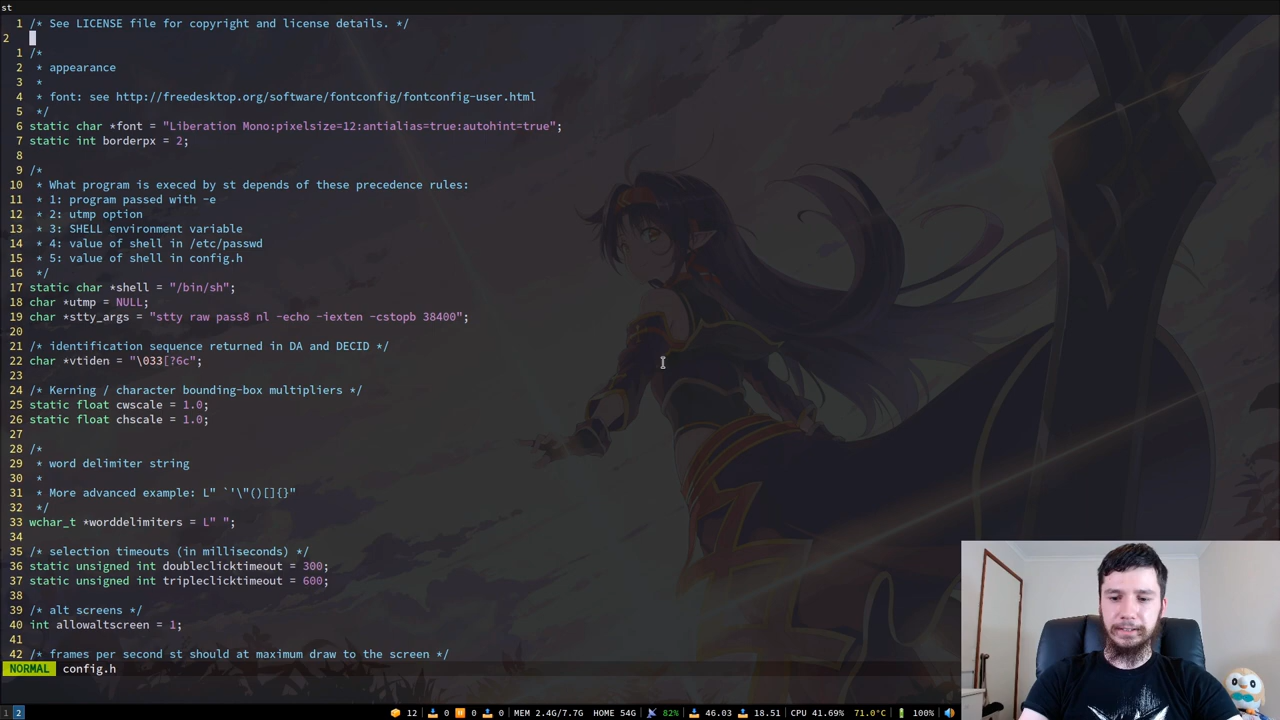 st
1 /* See LICENSE file for copyright and license details. */
2
1 /*
2 * appearance
3 *
4 * font: see http://freedesktop.org/software/fontconfig/fontconfig-user.html
5 */
6 static char *font = "Liberation Mono:pixelsize=12:antialias=true:autohint=true";
7 static int borderpx = 2;
8
9 /*
10 * What program is execed by st depends of these precedence rules:
11 * 1: program passed with -e
12 * 2: utmp option
13 * 3: SHELL environment variable
14 * 4: value of shell in /etc/passwd
15 * 5: value of shell in config.h
16 */
17 static char *shell = "/bin/sh";
18 char *utmp = NULL;
19 char *stty_args = "stty raw pass8 nl -echo -iexten -cstopb 38400";
20
21 /* identification sequence returned in DA and DECID */
22 char *vtiden = "\033[?6c";
23
24 /* Kerning / character bounding-box multipliers */
25 static float cwscale = 1.0;
26 static float chscale = 1.0;
27
28 /*
29 * word delimiter string
30 *
31 * More advanced example: L" `'\"()[]{}"
32 */
33 wchar_t *worddelimiters = L" ";
34
35 /* selection timeouts (in milliseconds) */
36 static unsigned int doubleclicktimeout = 300;
37 static unsigned int tripleclicktimeout = 600;
38
39 /* alt screens */
40 int allowaltscreen = 1;
41
42 /* frames per second st should at maximum draw to the screen */
NORMAL config.h
1 2 12 0 0 0 MEM 2.4G/7.7G HOME 54G 82% 46.03 18.51 CPU 41.69% 71.0°C 100%